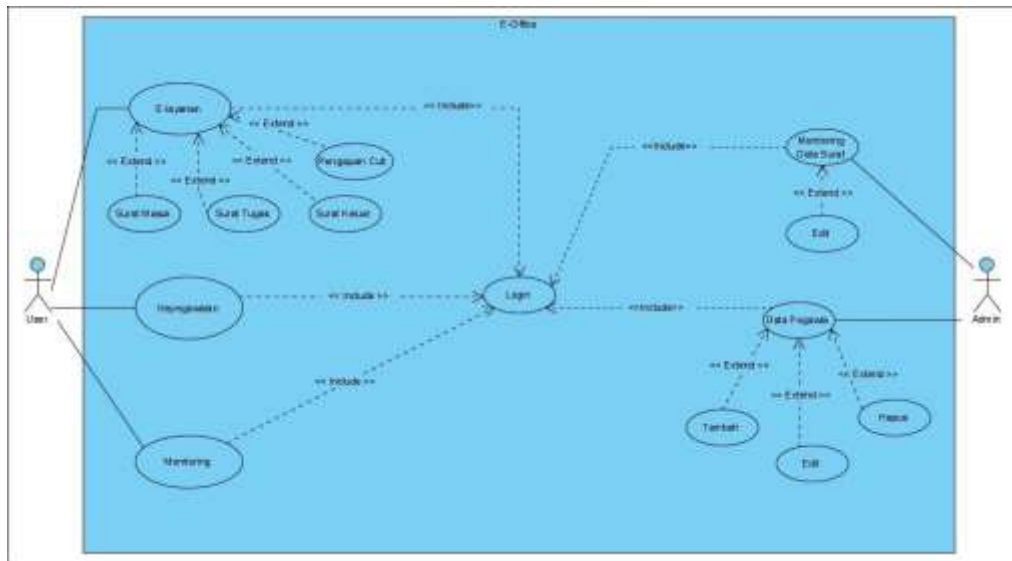 E-Office
E-layanan
<< Include>>
<< Extend >>
Pengajuan Cuti
<< Extend >>
<< Extend >>
<< Extend >>
Surat Masuk
Surat Tugas
Surat Keluar
<<Include>>
Monitoring
Data Surat
<< Extend >>
Edit
User
Kepegawaian
<< Include >>
Login
<<Include>>
Data Pegawai
Admin
<< Include >>
<< Extend >>
<< Extend >>
<< Extend >>
Tambah
Hapus
Edit
Monitoring